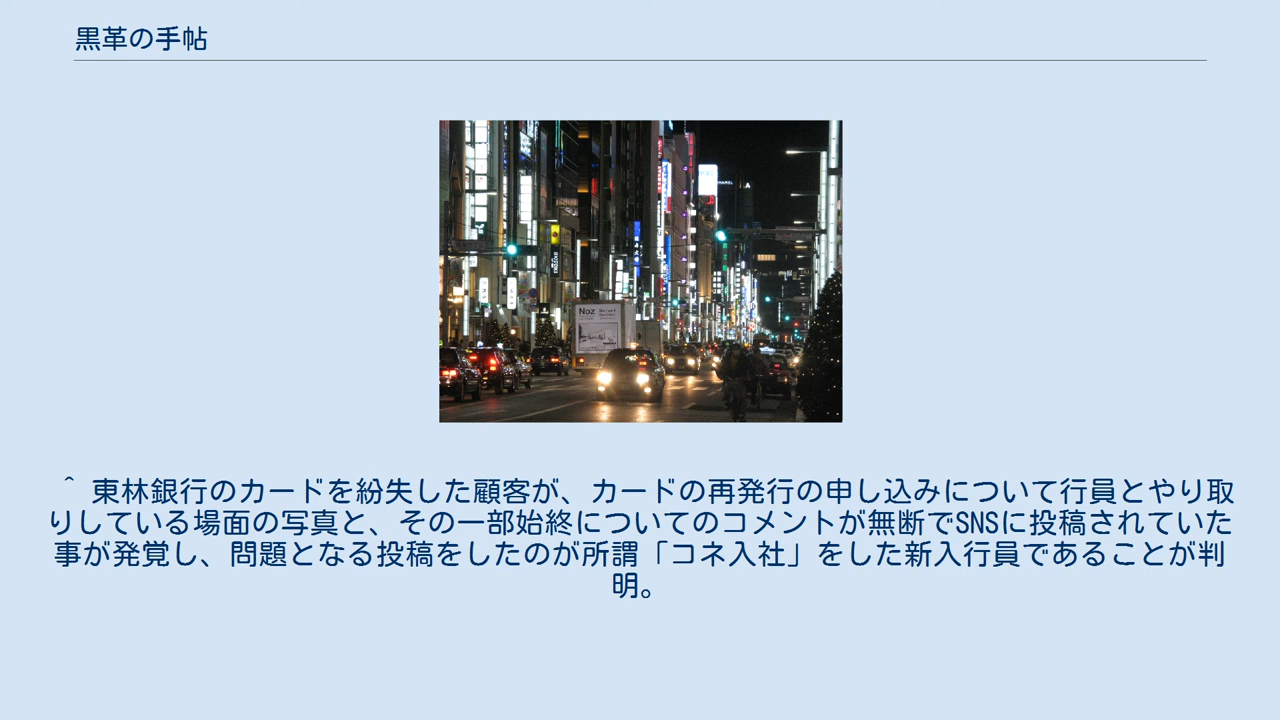 黒革の手帖
Noz
CHANEL
^ 東林銀行のカードを紛失した顧客が、カードの再発行の申し込みについて行員とやり取
りしている場面の写真と、その一部始終についてのコメントが無断でSNSに投稿されていた
事が発覚し、問題となる投稿をしたのが所謂「コネ入社」をした新入行員であることが判
明。